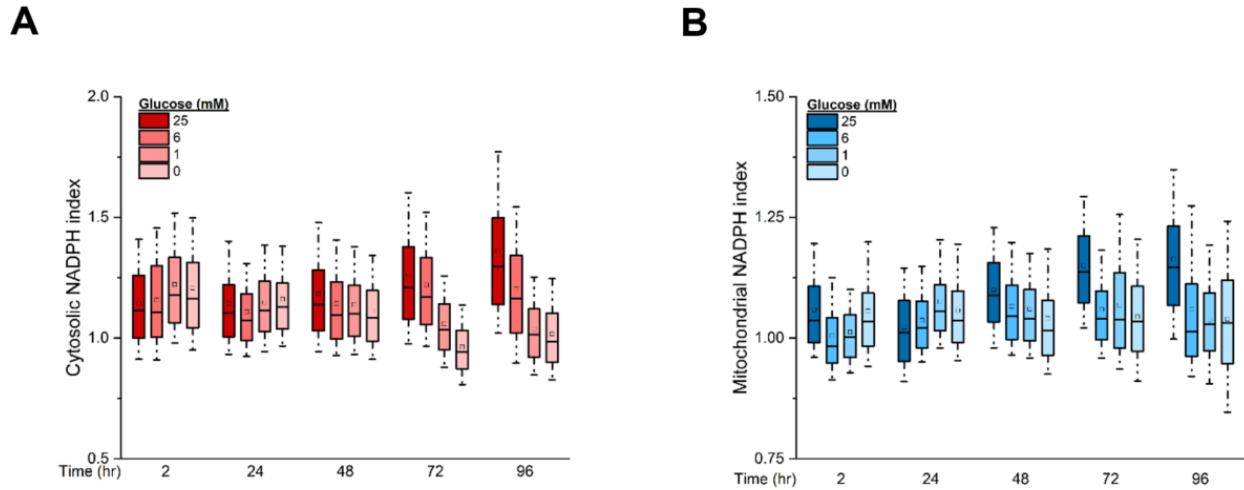 A
Cytosolic NADPH index
2.0
1.5
1.0
0.5
Glucose (mM)
25
6
1
0
Time (hr) 2 24 48 72 96
B
Mitochondrial NADPH index
1.50
1.25
1.00
0.75
Glucose (mM)
25
6
1
0
Time (hr) 2 24 48 72 96